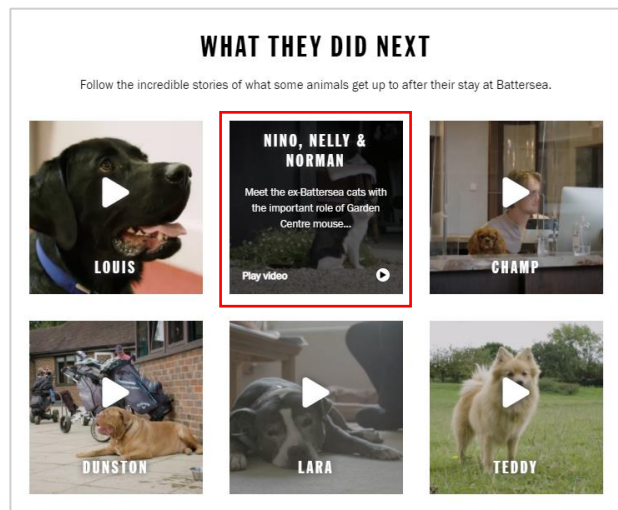 WHAT THEY DID NEXT
Follow the incredible stories of what some animals get up to after their stay at Battersea.
LOUIS
NINO, NELLY &
NORMAN
Meet the ex-Battersea cats with
the important role of Garden
Centre mouse...
Play video
CHAMP
DUNSTON
LARA
TEDDY